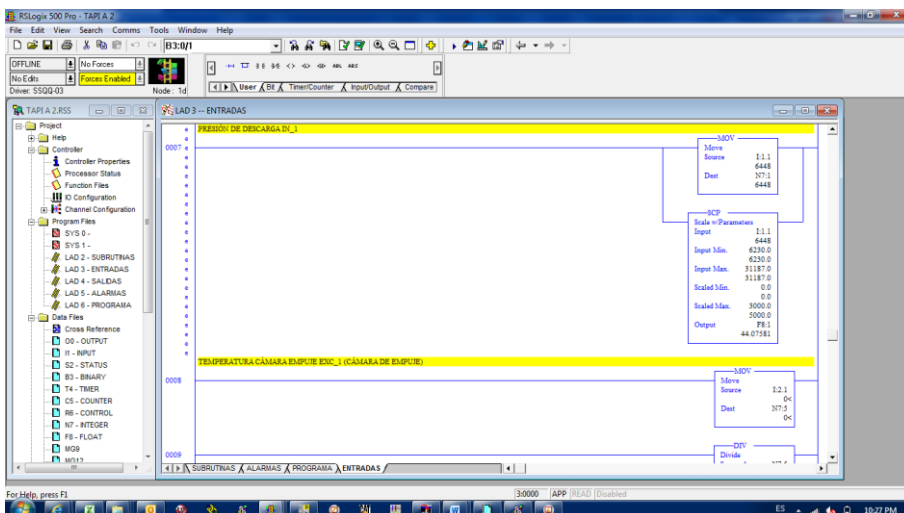 RSLogix 500 Pro - TAPI A 2
File Edit View Search Comms Tools Window Help
B3:0/1
OFFLINE No Forces
No Edits Forces Enabled
Driver: SSQQ-03 Node: 1d
ABL ABS
User Bit Timer/Counter Input/Output Compare
TAPI A 2.RSS
Project
Help
Controller
Controller Properties
Processor Status
Function Files
IO Configuration
Channel Configuration
Program Files
SYS 0 -
SYS 1 -
LAD 2 - SUBRUTINAS
LAD 3 - ENTRADAS
LAD 4 - SALIDAS
LAD 5 - ALARMAS
LAD 6 - PROGRAMA
Data Files
Cross Reference
O0 - OUTPUT
I1 - INPUT
S2 - STATUS
B3 - BINARY
T4 - TIMER
C5 - COUNTER
R6 - CONTROL
N7 - INTEGER
F8 - FLOAT
MG9
MG12
LAD 3 -- ENTRADAS
PRESIÓN DE DESCARGA IN_1
0007
MOV
Move
Source I:1.1
6448
Dest N7:1
6448
SCP
Scale w/Parameters
Input I:1.1
6448
Input Min. 6230.0
6230.0
Input Max. 31187.0
31187.0
Scaled Min. 0.0
0.0
Scaled Max. 5000.0
5000.0
Output F8:1
44.07581
TEMPERATURA CÁMARA EMPUJE EXC_1 (CÁMARA DE EMPUJE)
0008
MOV
Move
Source I:2.1
0<
Dest N7:5
0<
0009
DIV
Divide
SUBRUTINAS ALARMAS PROGRAMA ENTRADAS
For Help, press F1
3:0000 APP READ Disabled
ES 10:27 PM